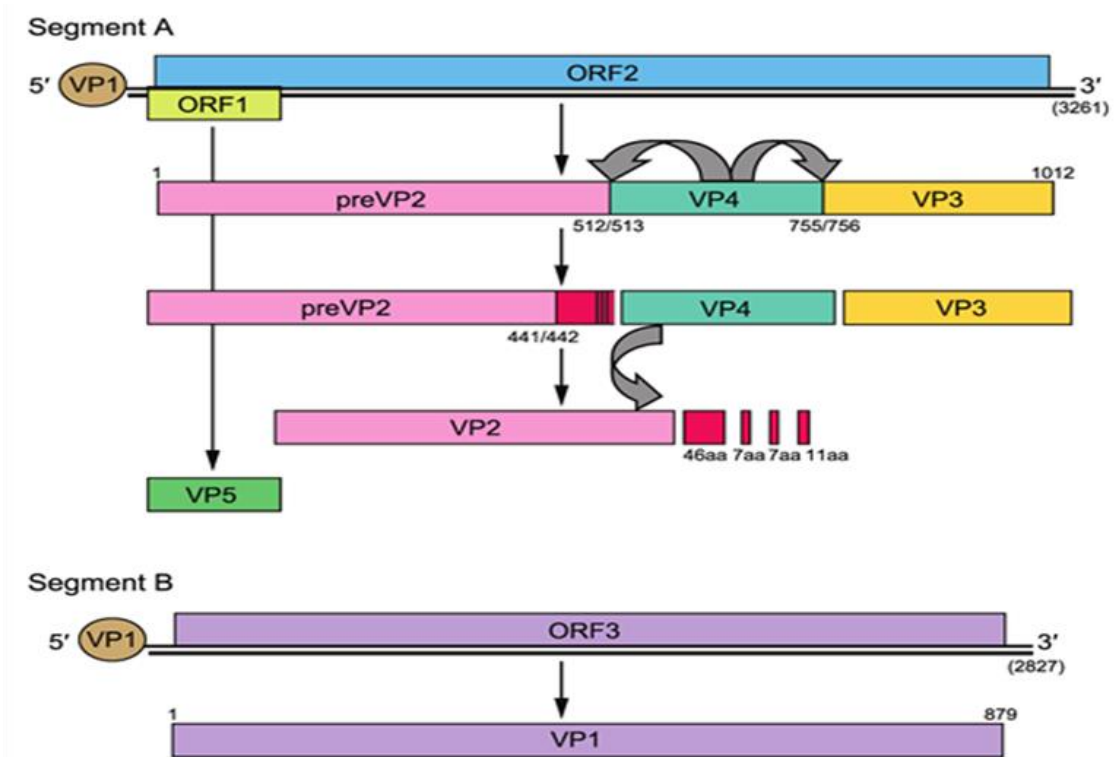 Segment A
5′ VP1 ORF2 3′
ORF1 (3261)
1 1012
preVP2 VP4 VP3
512/513 755/756
preVP2 VP4 VP3
441/442
VP2
46aa 7aa 7aa 11aa
VP5
Segment B
5′ VP1 ORF3 3′
(2827)
1 879
VP1